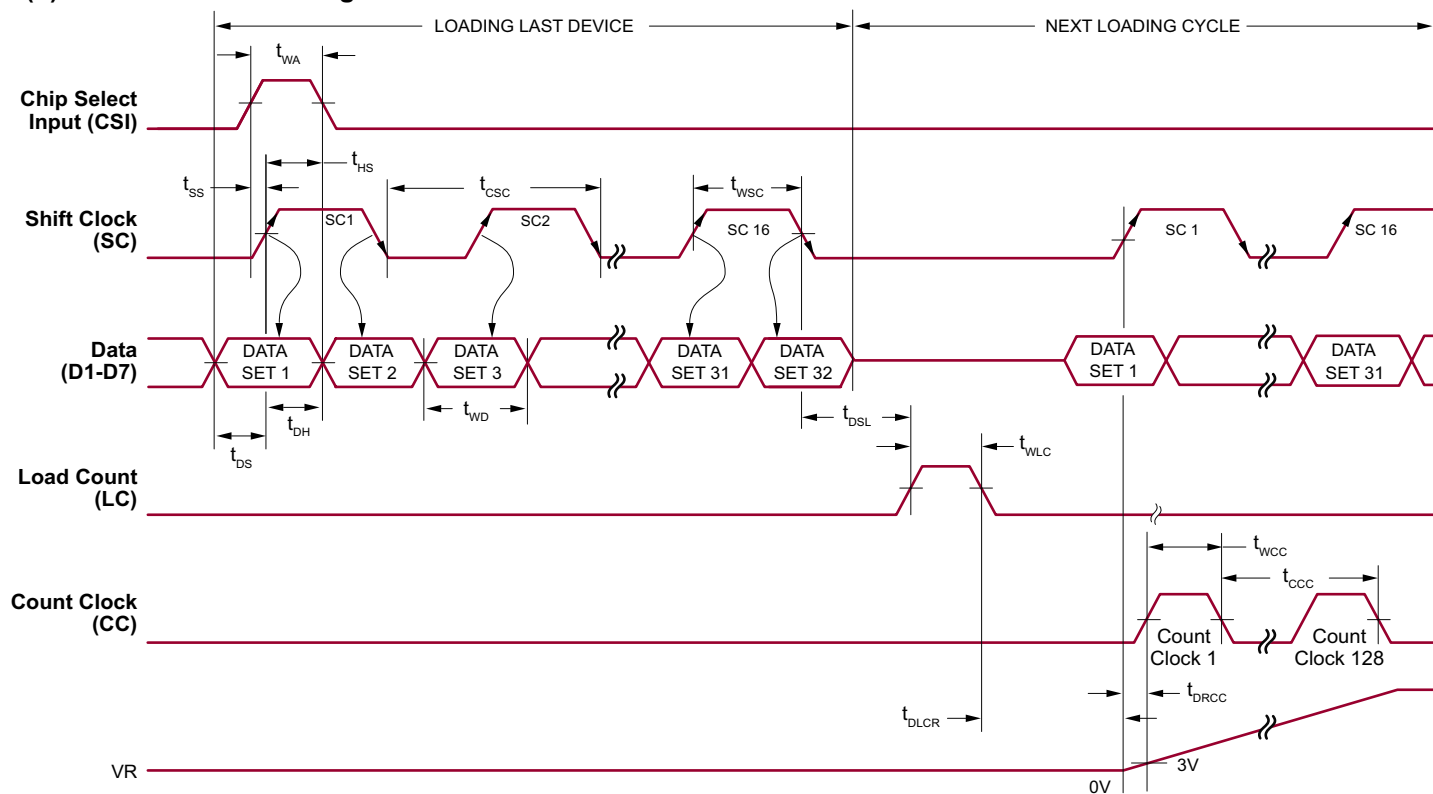 LOADING LAST DEVICE
NEXT LOADING CYCLE
tWA
Chip Select
Input (CSI)
tHS
tSS
tCSC
tWSC
Shift Clock
(SC)
SC1
SC2
SC 16
SC 1
SC 16
Data
(D1-D7)
DATA
SET 1
DATA
SET 2
DATA
SET 3
DATA
SET 31
DATA
SET 32
DATA
SET 1
DATA
SET 31
tDH
tWD
tDSL
tDS
tWLC
Load Count
(LC)
tWCC
tCCC
Count Clock
(CC)
Count
Clock 1
Count
Clock 128
tDRCC
tDLCR
VR
3V
0V